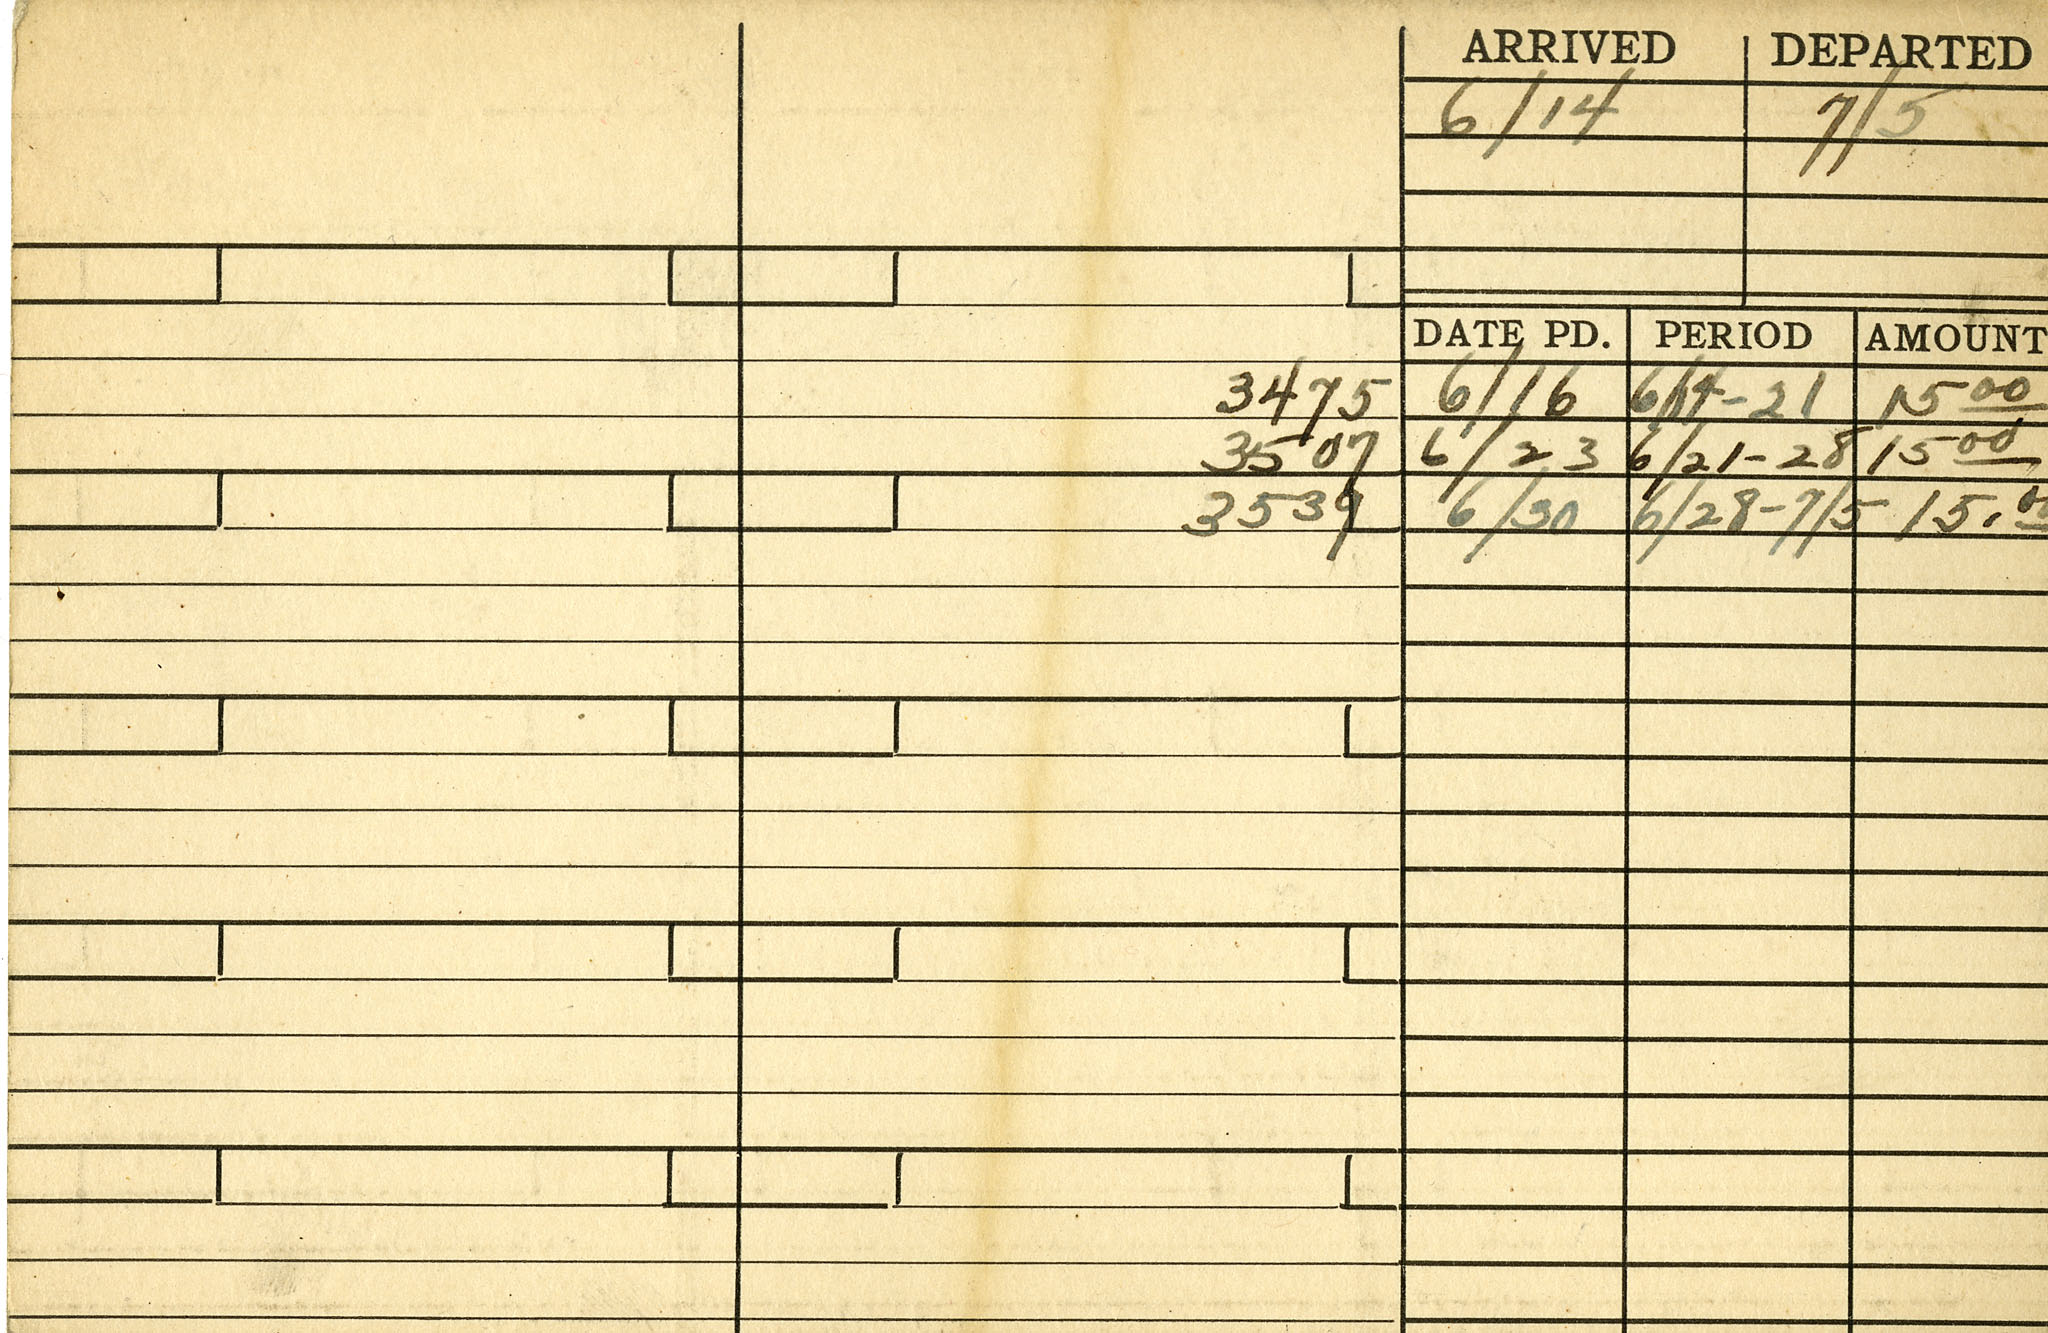 ARRIVED DEPARTED
6/14 7/5
DATE PD. PERIOD AMOUNT
3475 6/16 6/14-21 15 00
3507 6/23 6/21-28 15 00
3539 6/30 6/28-7/5 15.00